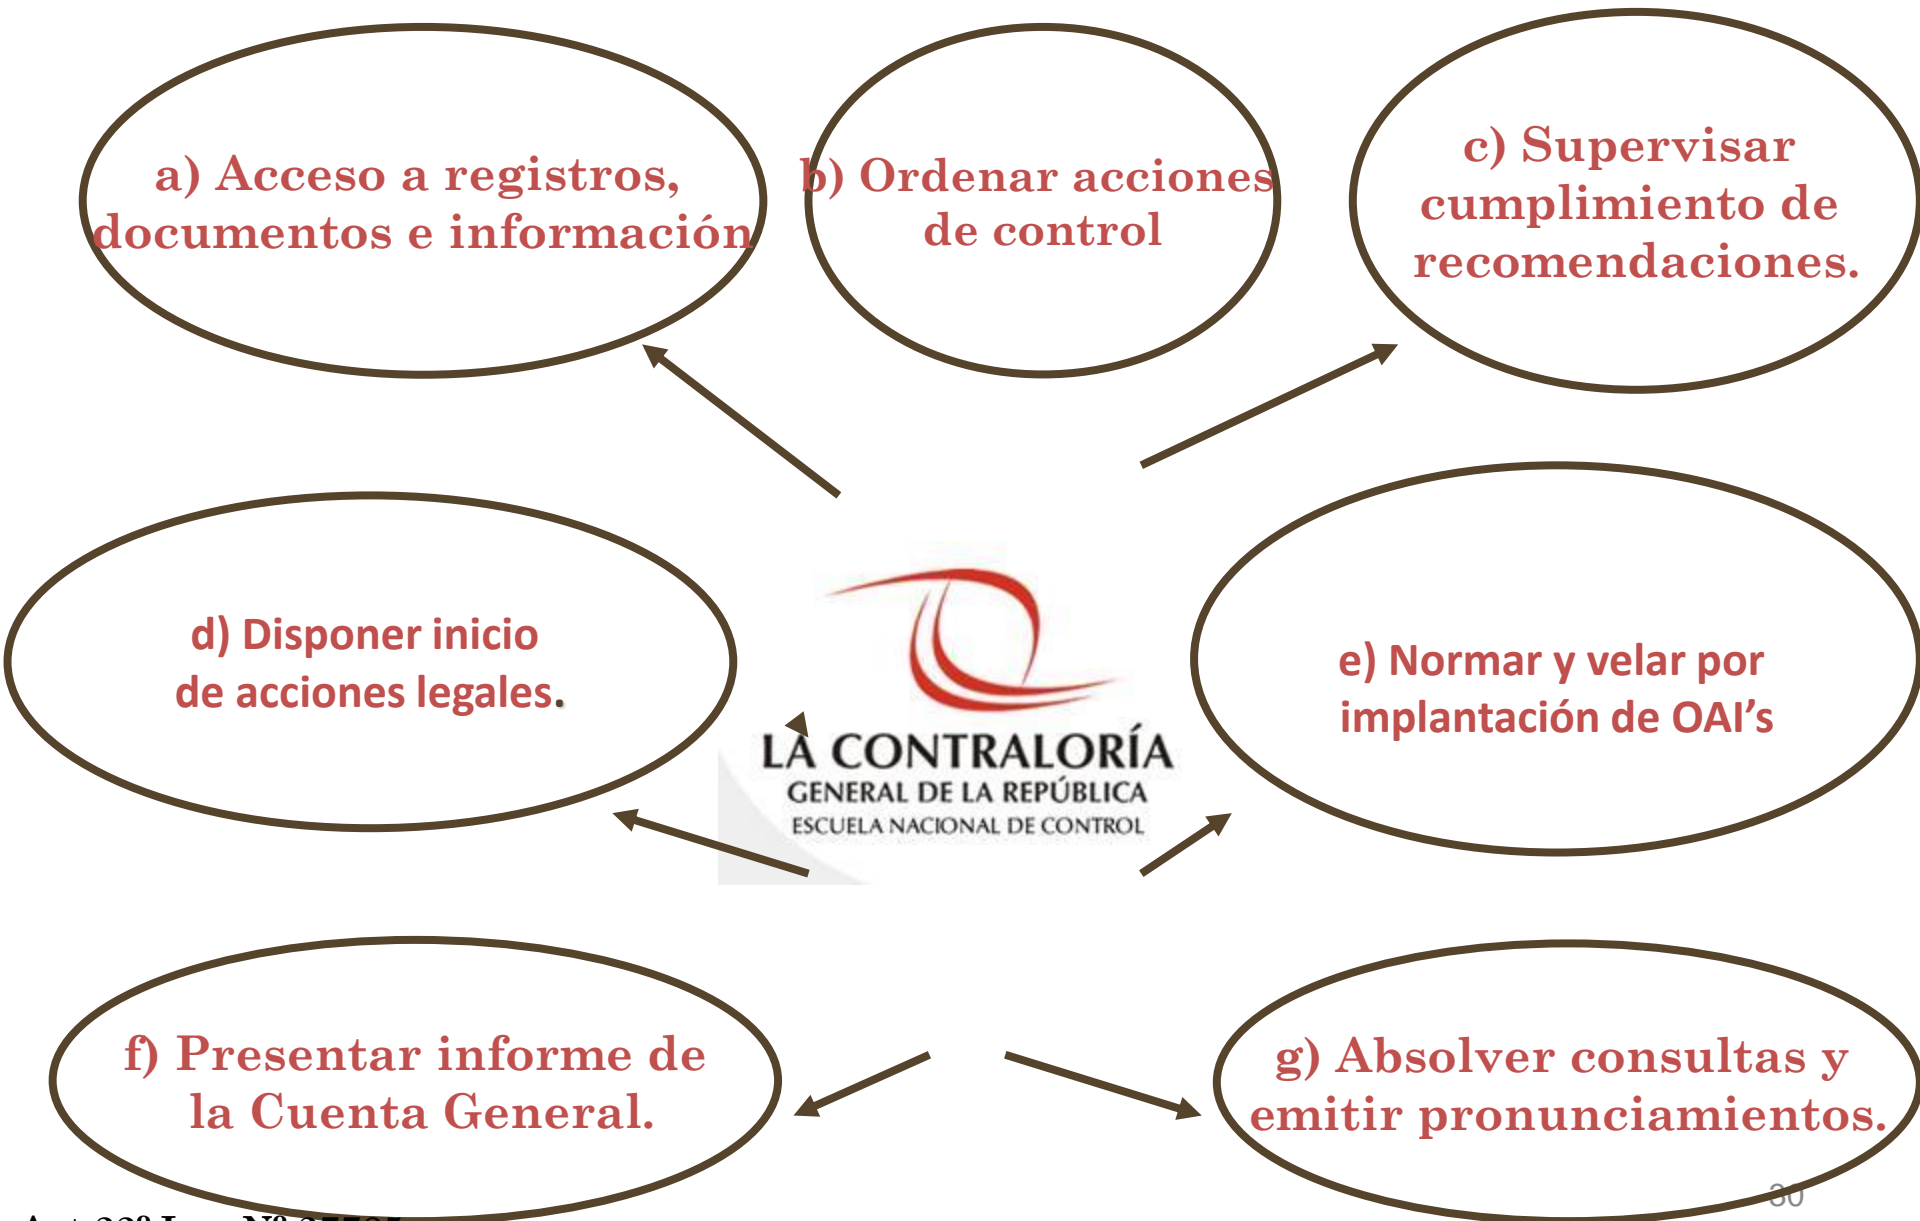 a) Acceso a registros,
documentos e información
b) Ordenar acciones
de control
c) Supervisar
cumplimiento de
recomendaciones.
d) Disponer inicio
de acciones legales.
LA CONTRALORÍA
GENERAL DE LA REPÚBLICA
ESCUELA NACIONAL DE CONTROL
e) Normar y velar por
implantación de OAI’s
f) Presentar informe de
la Cuenta General.
g) Absolver consultas y
emitir pronunciamientos.
30